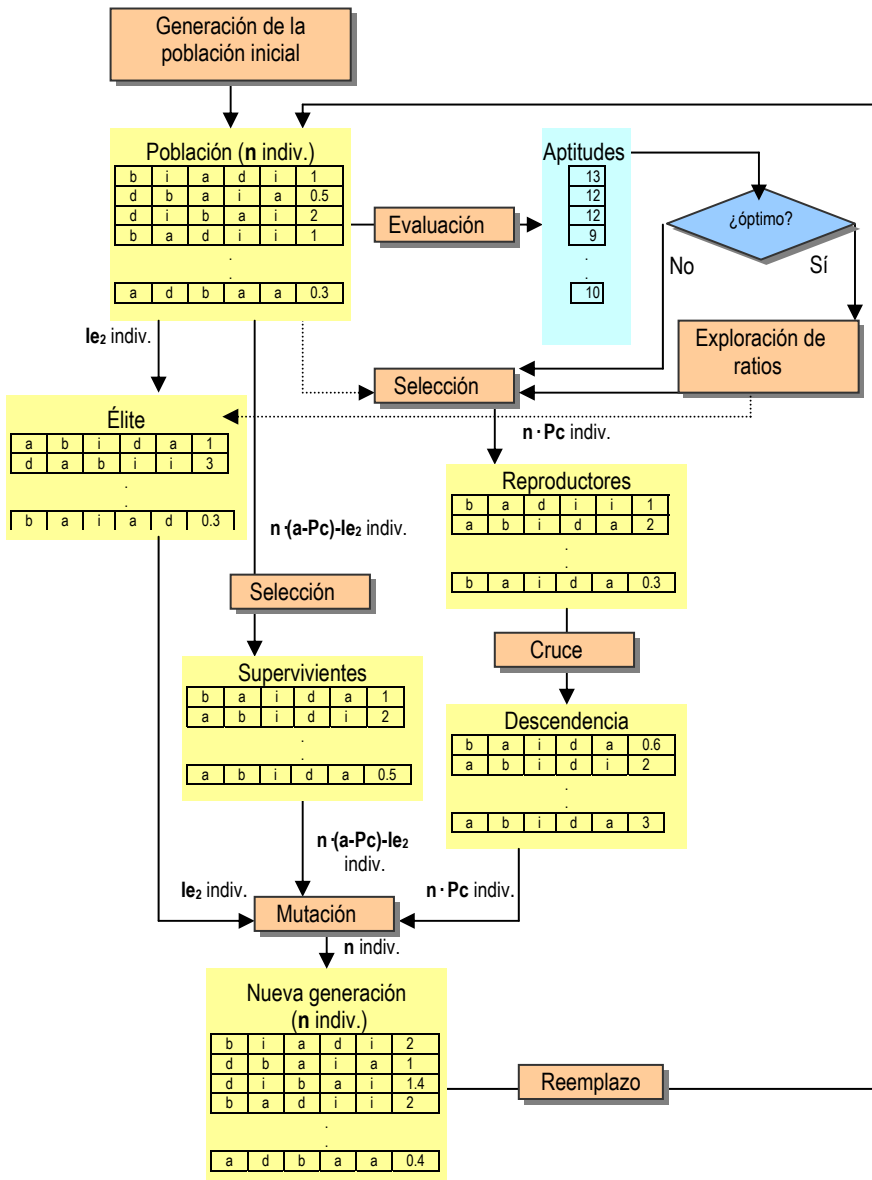 Generación de la
población inicial
Población (n indiv.)
b i a d i 1
d b a i a 0.5
d i b a i 2
b a d i i 1
.
.
a d b a a 0.3
Evaluación
Aptitudes
13
12
12
9
.
.
10
¿óptimo?
No
Sí
Exploración de
ratios
le₂ indiv.
Selección
n·Pc indiv.
Élite
a b i d a 1
d a b i i 3
.
.
b a i a d 0.3
n·(a-Pc)-le₂ indiv.
Reproductores
b a d i i 1
a b i d a 2
.
.
b a i d a 0.3
Selección
Cruce
Supervivientes
b a i d a 1
a b i d i 2
.
.
a b i d a 0.5
Descendencia
b a i d a 0.6
a b i d i 2
.
.
a b i d a 3
n·(a-Pc)-le₂
indiv.
le₂ indiv.
n·Pc indiv.
Mutación
n indiv.
Nueva generación
(n indiv.)
b i a d i 2
d b a i a 1
d i b a i 1.4
b a d i i 2
.
.
a d b a a 0.4
Reemplazo